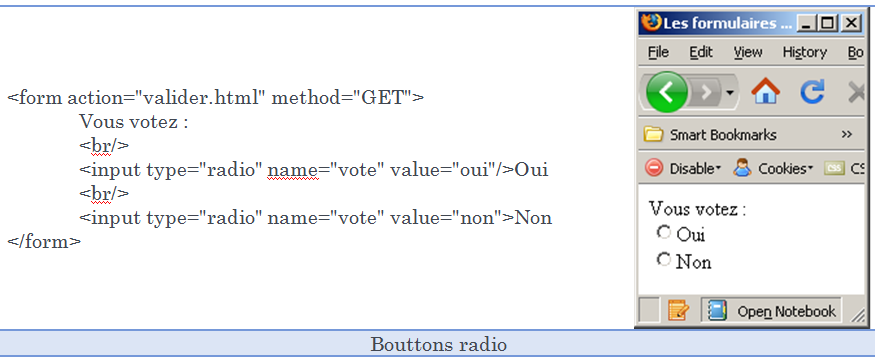 <form action="valider.html" method="GET">
Vous votez :
<br/>
<input type="radio" name="vote" value="oui"/>Oui
<br/>
<input type="radio" name="vote" value="non">Non
</form>
Les formulaires ...
File Edit View History Bo
Smart Bookmarks »
Disable Cookies CSS CS
Vous votez :
Oui
Non
Open Notebook
Bouttons radio